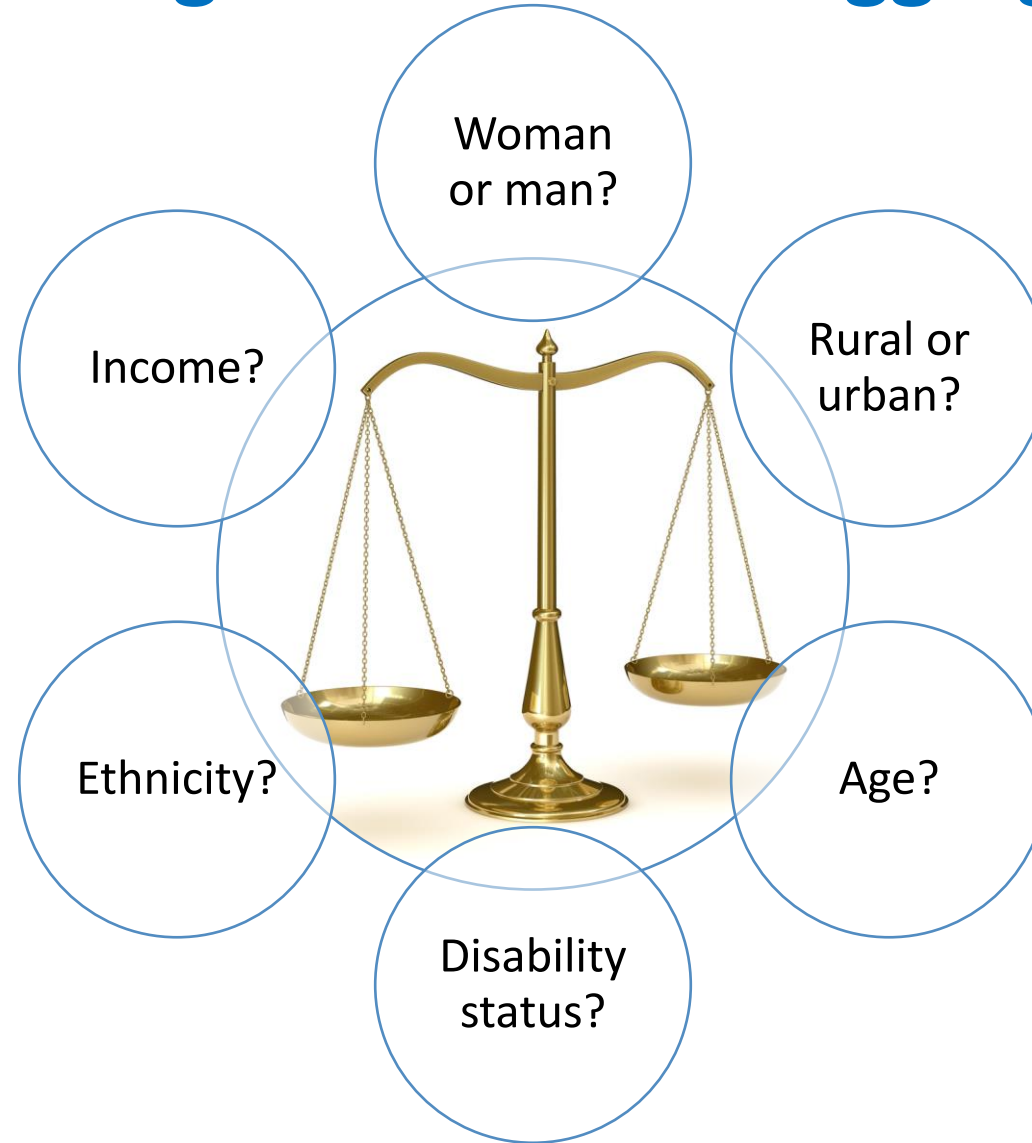 Woman
or man?
Rural or
urban?
Age?
Disability
status?
Ethnicity?
Income?